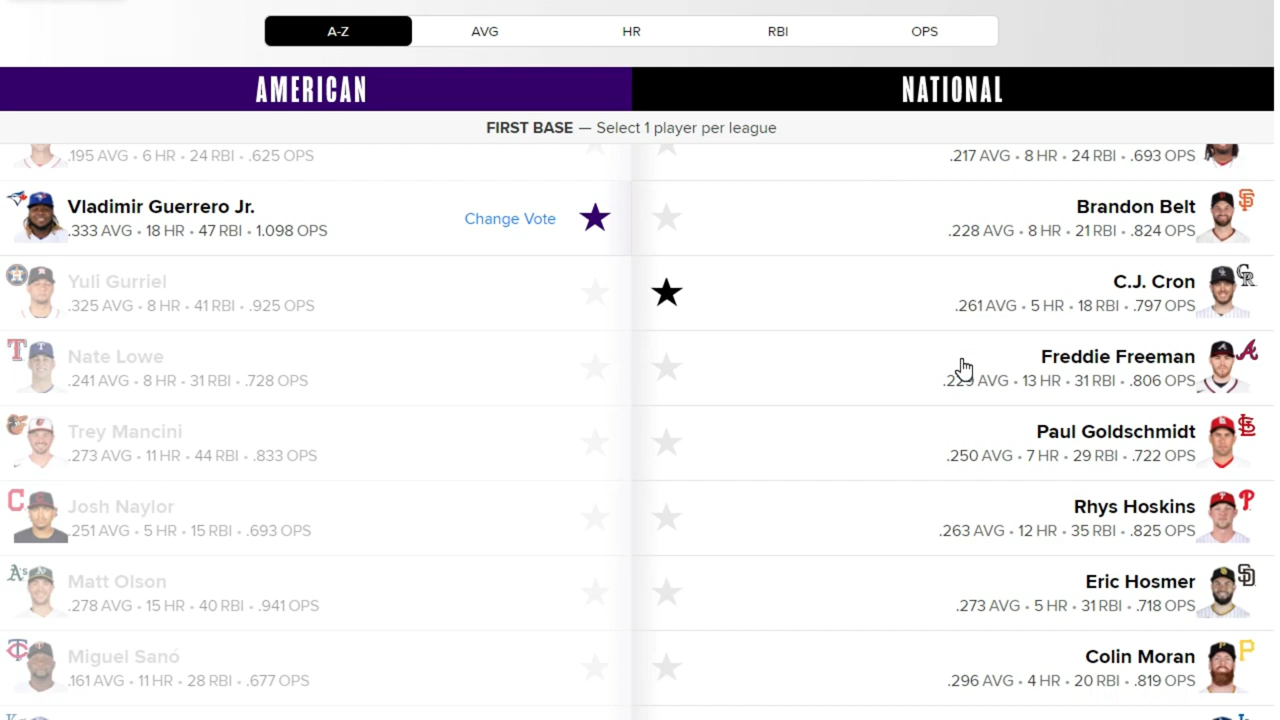 A-Z AVG HR RBI OPS
AMERICAN NATIONAL
FIRST BASE — Select 1 player per league
.195 AVG • 6 HR • 24 RBI • .625 OPS
.217 AVG • 8 HR • 24 RBI • .693 OPS
Vladimir Guerrero Jr.
.333 AVG • 18 HR • 47 RBI • 1.098 OPS
Change Vote
Brandon Belt
.228 AVG • 8 HR • 21 RBI • .824 OPS
Yuli Gurriel
.325 AVG • 8 HR • 41 RBI • .925 OPS
C.J. Cron
.261 AVG • 5 HR • 18 RBI • .797 OPS
Nate Lowe
.241 AVG • 8 HR • 31 RBI • .728 OPS
Freddie Freeman
AVG • 13 HR • 31 RBI • .806 OPS
Trey Mancini
.273 AVG • 11 HR • 44 RBI • .833 OPS
Paul Goldschmidt
.250 AVG • 7 HR • 29 RBI • .722 OPS
Josh Naylor
.251 AVG • 5 HR • 15 RBI • .693 OPS
Rhys Hoskins
.263 AVG • 12 HR • 35 RBI • .825 OPS
Matt Olson
.278 AVG • 15 HR • 40 RBI • .941 OPS
Eric Hosmer
.273 AVG • 5 HR • 31 RBI • .718 OPS
Miguel Sanó
.161 AVG • 11 HR • 28 RBI • .677 OPS
Colin Moran
.296 AVG • 4 HR • 20 RBI • .819 OPS